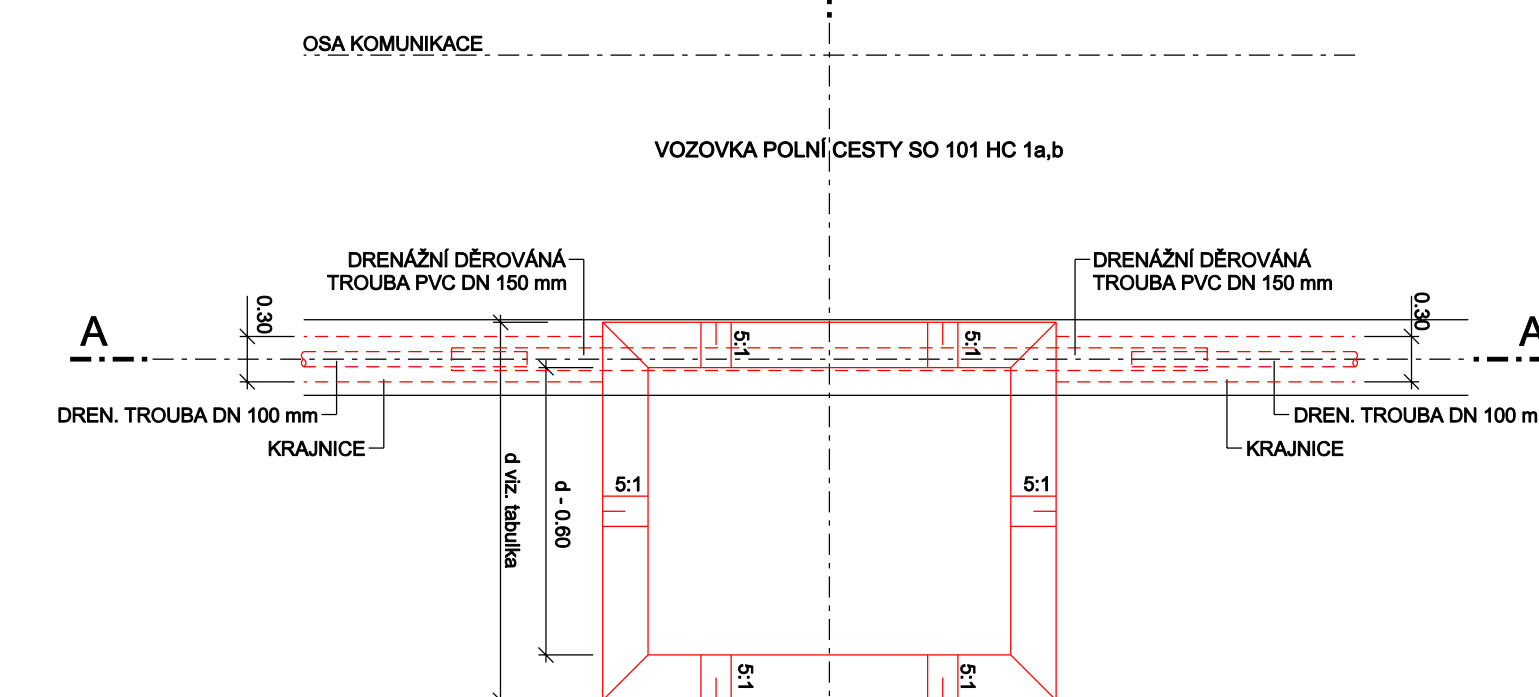 OSA KOMUNIKACE
VOZOVKA POLNÍ CESTY SO 101 HC 1a,b
DRENÁŽNÍ DĚROVÁNÁ
TROUBA PVC DN 150 mm
DRENÁŽNÍ DĚROVÁNÁ
TROUBA PVC DN 150 mm
0.30
0.30
A
A
5:1
5:1
DREN. TROUBA DN 100 mm
DREN. TROUBA DN 100 m
KRAJNICE
KRAJNICE
d viz. tabulka
d - 0.60
5:1
5:1
5:1
5:1